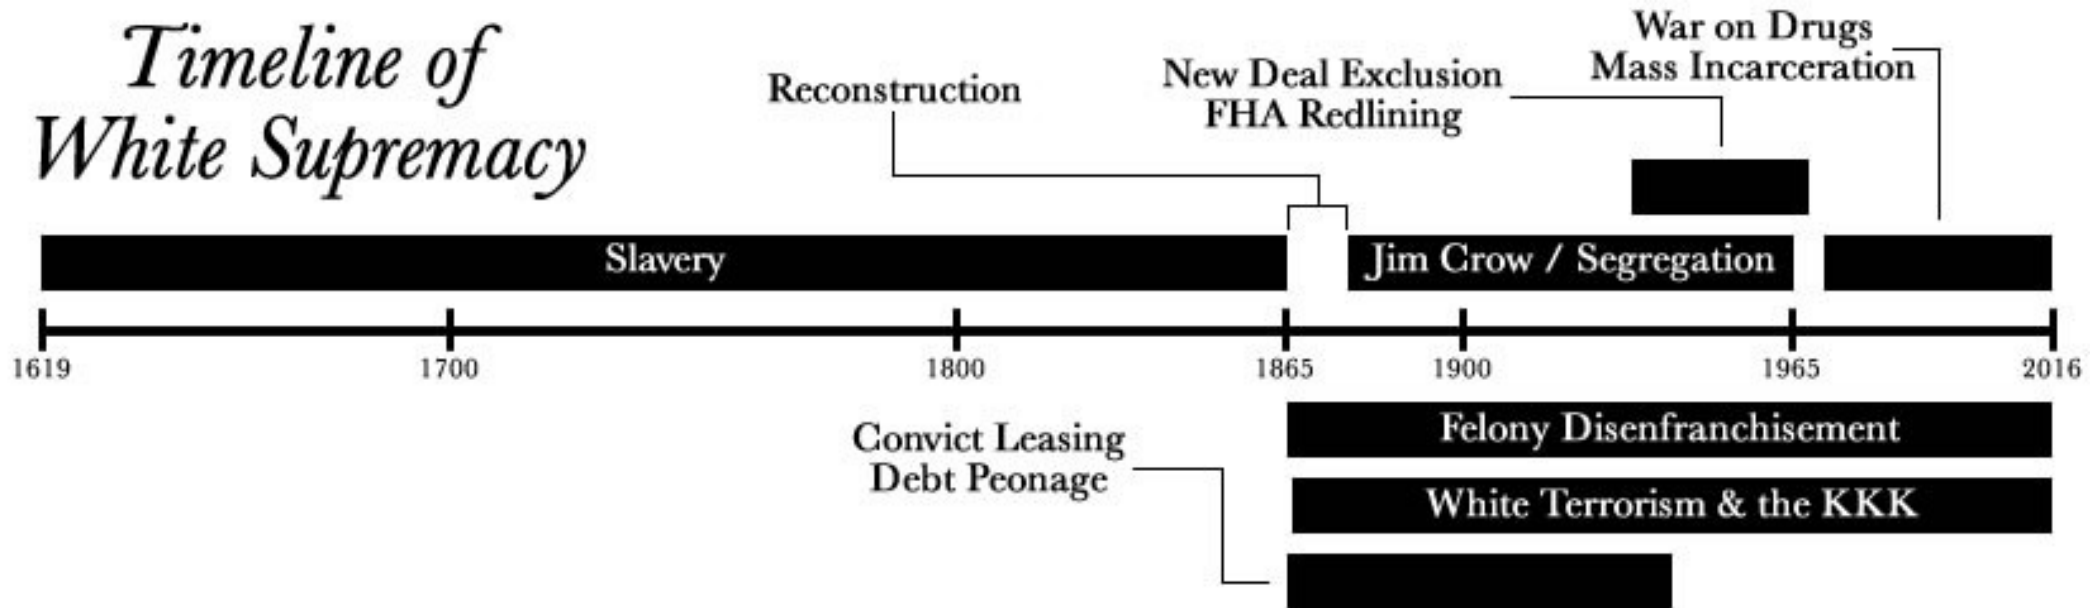 Timeline of
White Supremacy
Reconstruction
New Deal Exclusion
FHA Redlining
War on Drugs
Mass Incarceration
Slavery
Jim Crow / Segregation
1619
1700
1800
1865
1900
1965
2016
Convict Leasing
Debt Peonage
Felony Disenfranchisement
White Terrorism & the KKK